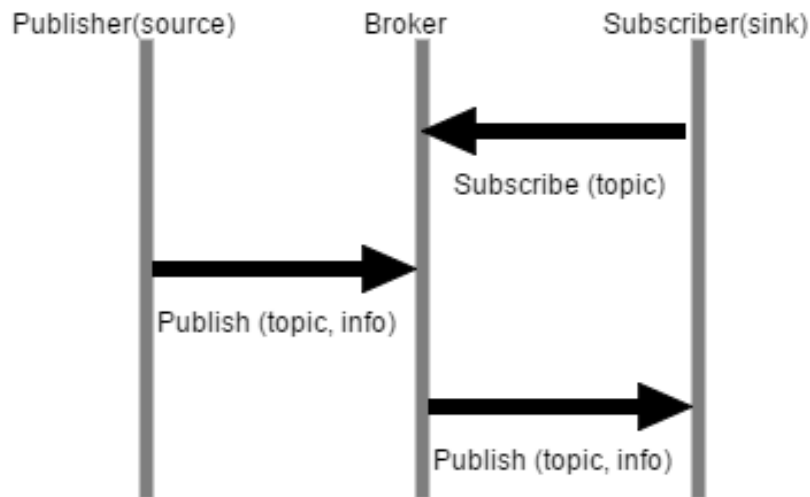 Publisher(source)
Broker
Subscriber(sink)
Subscribe (topic)
Publish (topic, info)
Publish (topic, info)